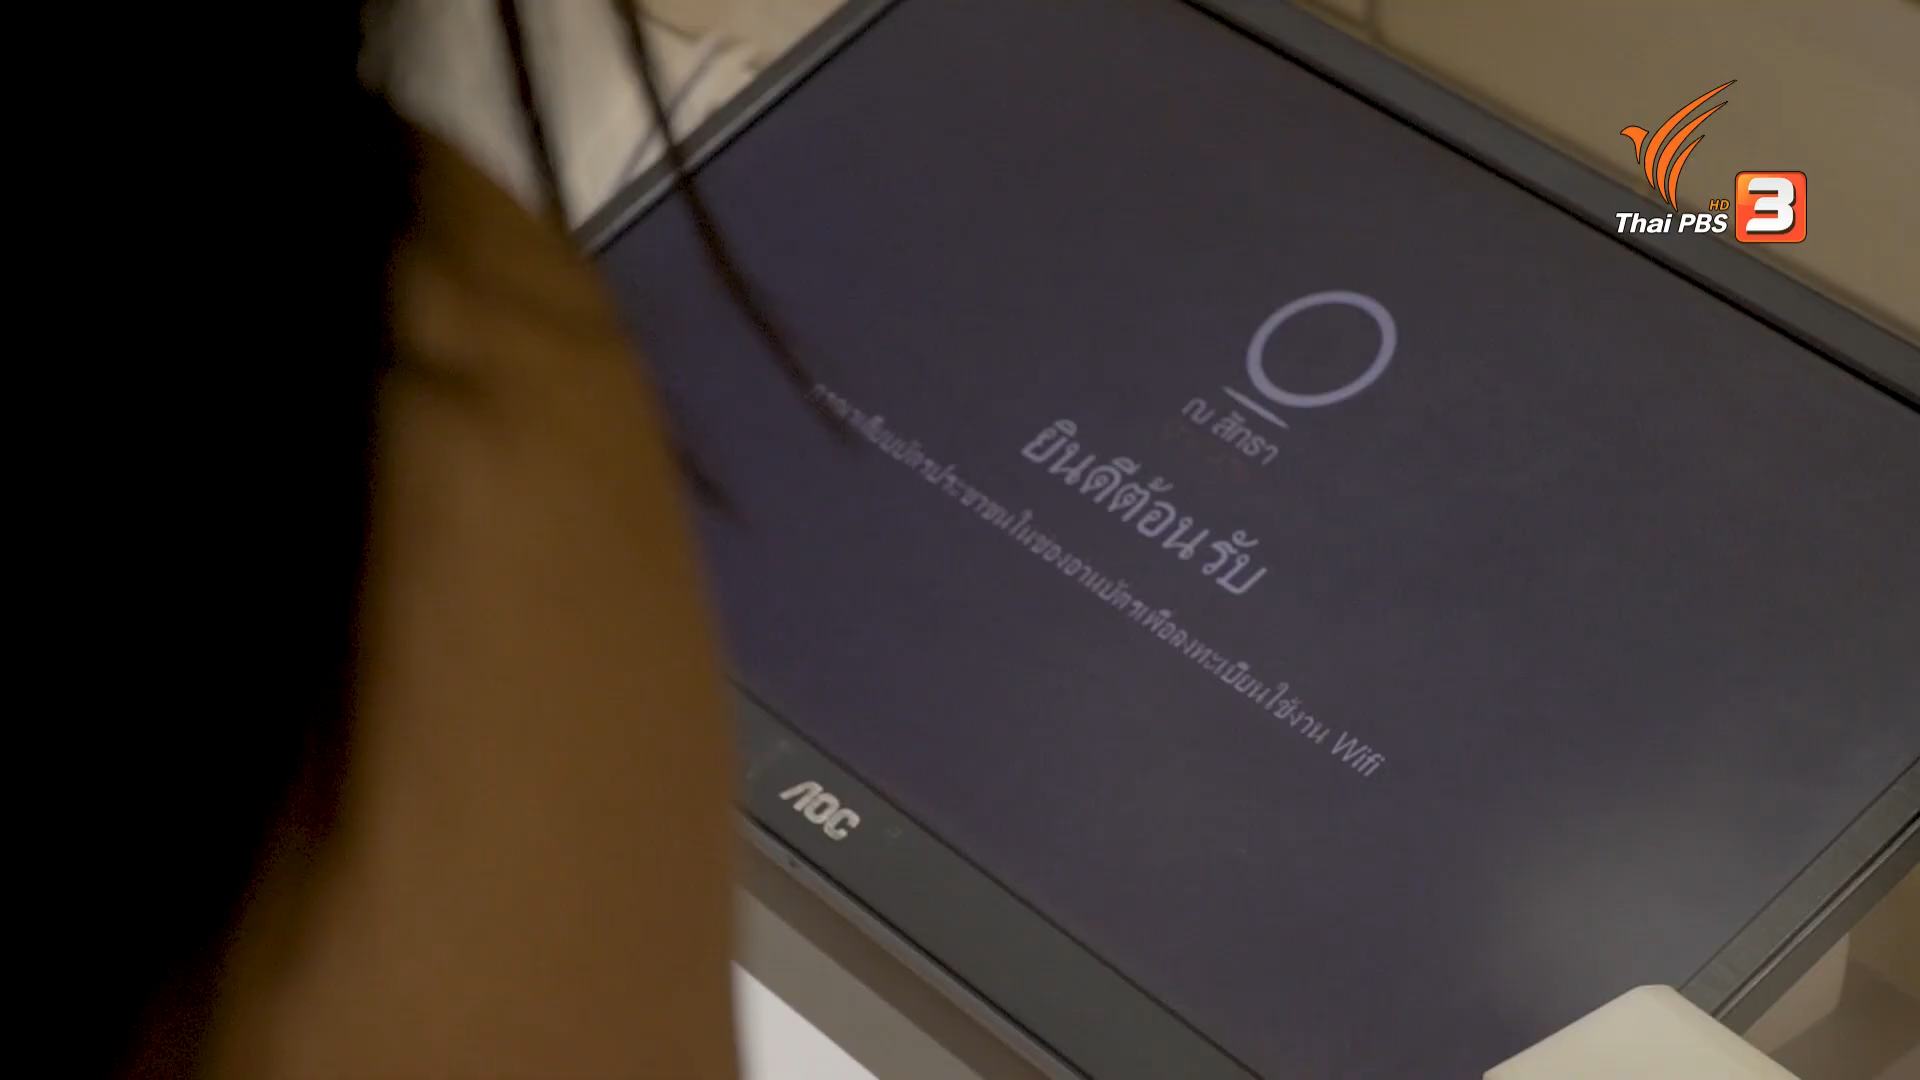 Thai PBS
HD
3
ณ สัทธา
ยินดีต้อนรับ
กรุณาเสียบบัตรประชาชนในช่องอ่านบัตรเพื่อลงทะเบียนใช้งาน Wifi
AOC